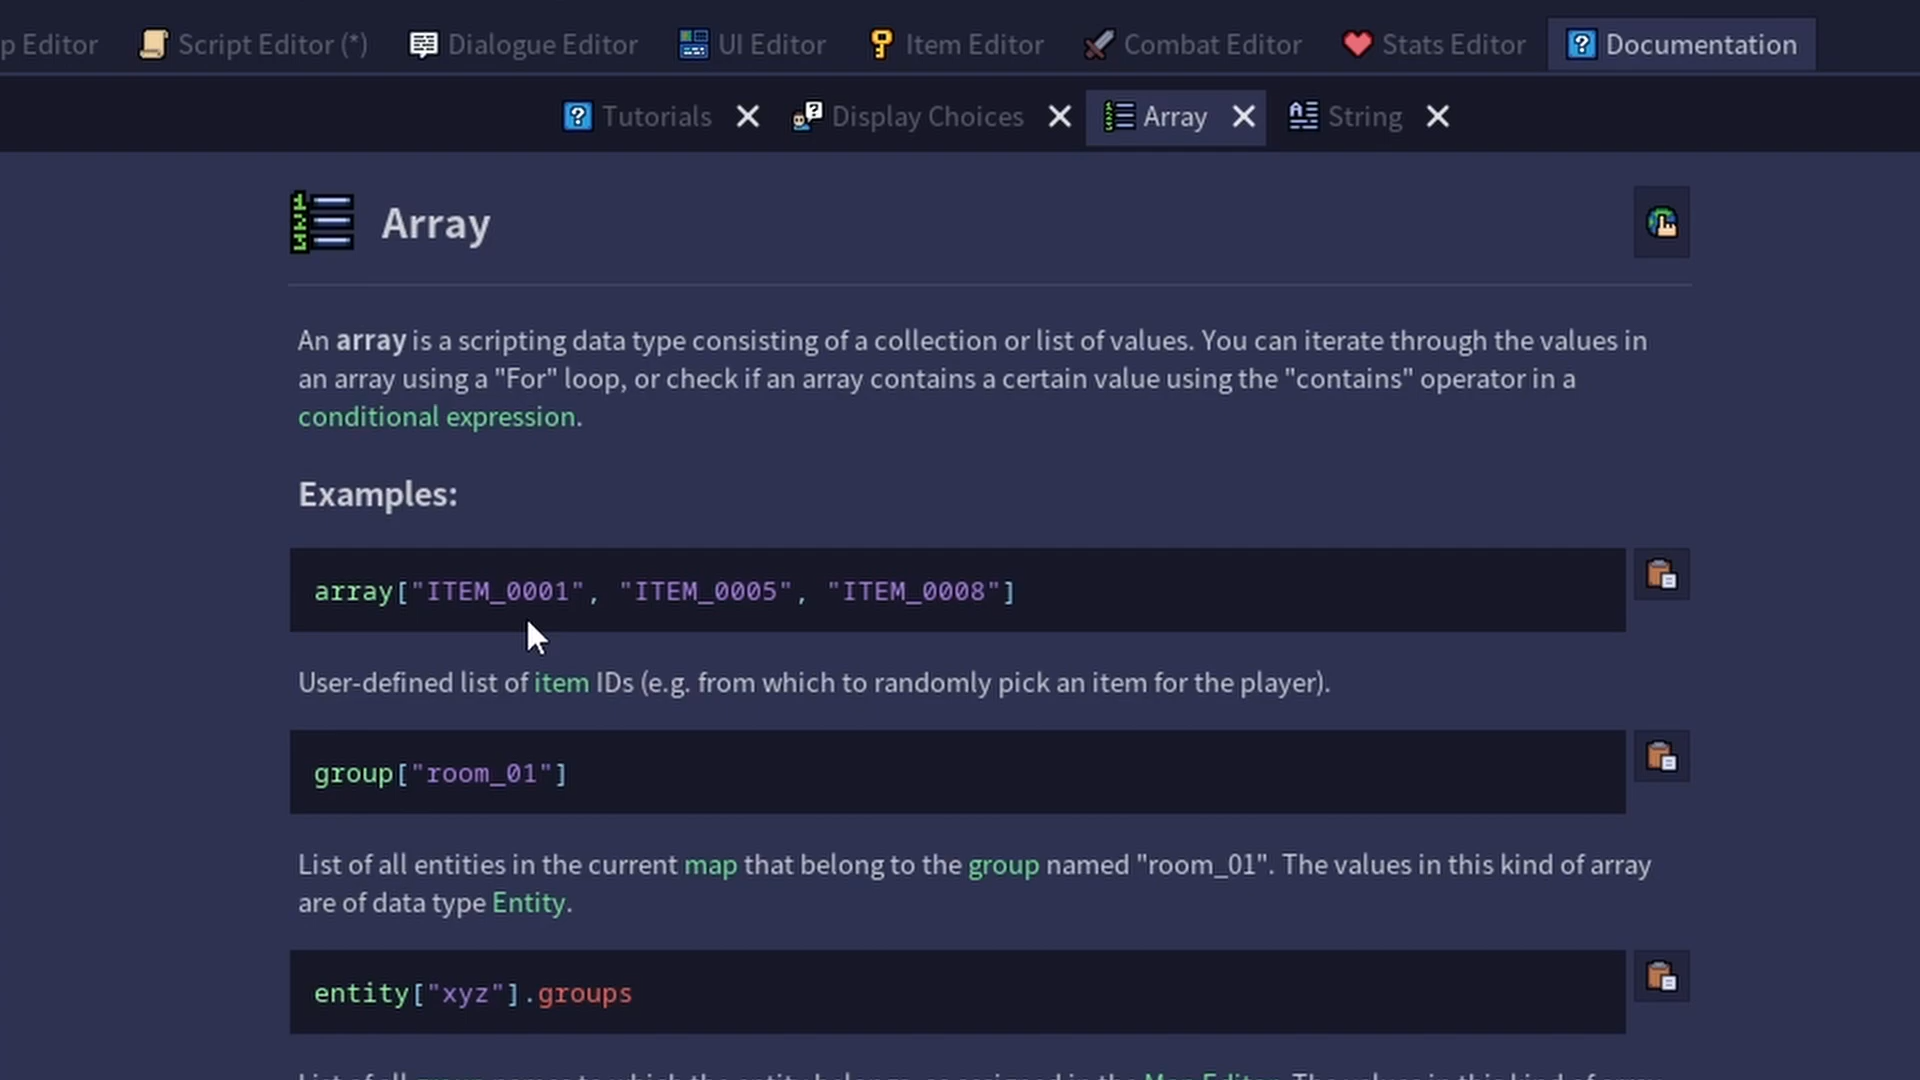 p Editor Script Editor (*) Dialogue Editor UI Editor Item Editor Combat Editor Stats Editor Documentation
Tutorials Display Choices Array String
Array
An array is a scripting data type consisting of a collection or list of values. You can iterate through the values in
an array using a "For" loop, or check if an array contains a certain value using the "contains" operator in a
conditional expression.
Examples:
array["ITEM_0001", "ITEM_0005", "ITEM_0008"]
User-defined list of item IDs (e.g. from which to randomly pick an item for the player).
group["room_01"]
List of all entities in the current map that belong to the group named "room_01". The values in this kind of array
are of data type Entity.
entity["xyz"].groups